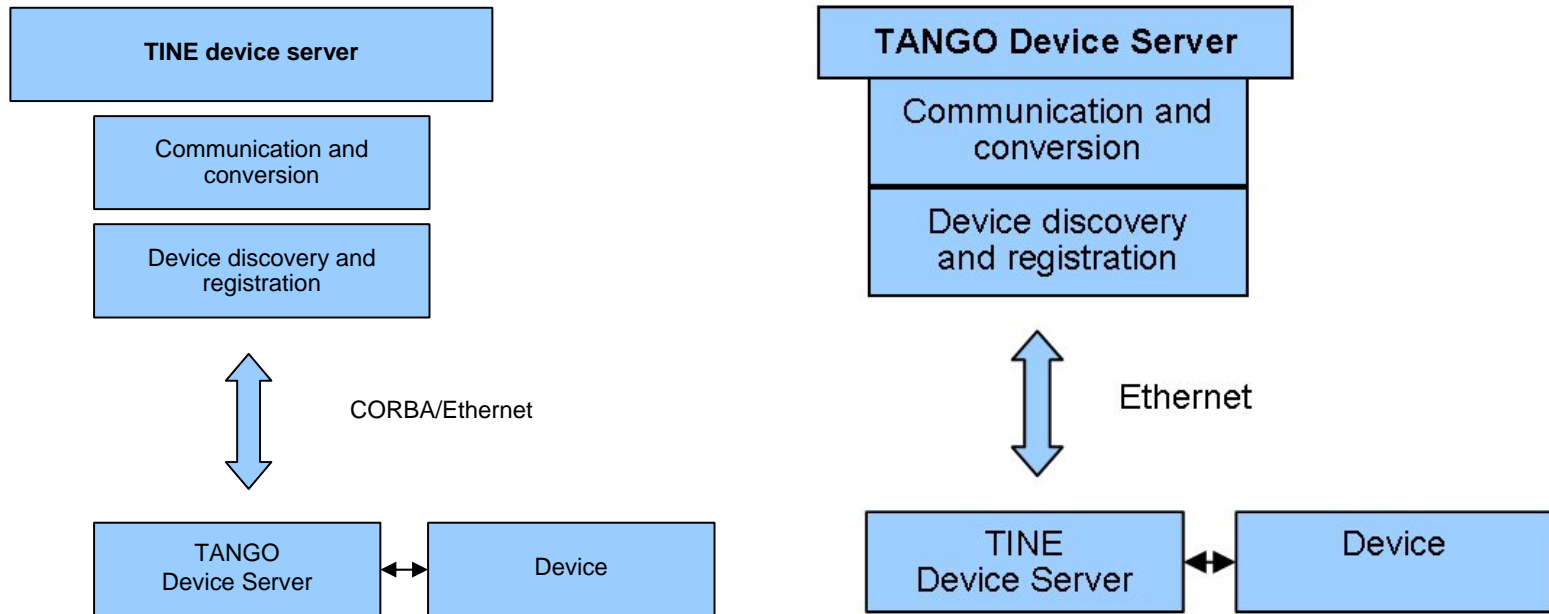 TINE device server
Communication and
conversion
Device discovery and
registration
CORBA/Ethernet
TANGO
Device Server
Device
TANGO Device Server
Communication and
conversion
Device discovery
and registration
Ethernet
TINE
Device Server
Device